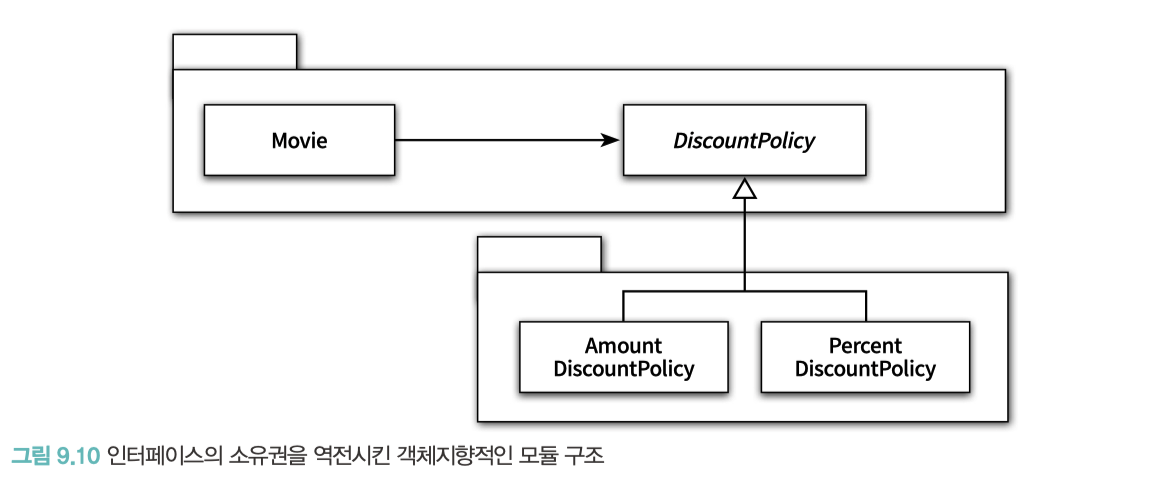 Movie
DiscountPolicy
Amount
DiscountPolicy
Percent
DiscountPolicy
그림 9.10 인터페이스의 소유권을 역전시킨 객체지향적인 모듈 구조